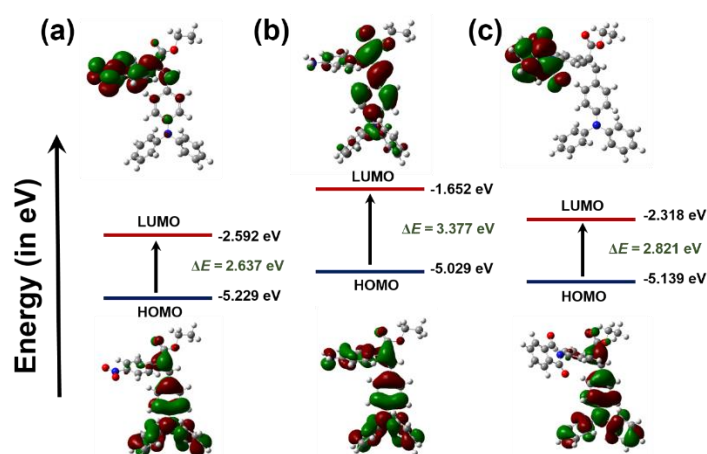 (a)
(b)
(c)
Energy (in eV)
LUMO
-2.592 eV
ΔE = 2.637 eV
-5.229 eV
HOMO
LUMO
-1.652 eV
ΔE = 3.377 eV
-5.029 eV
HOMO
LUMO
-2.318 eV
ΔE = 2.821 eV
-5.139 eV
HOMO